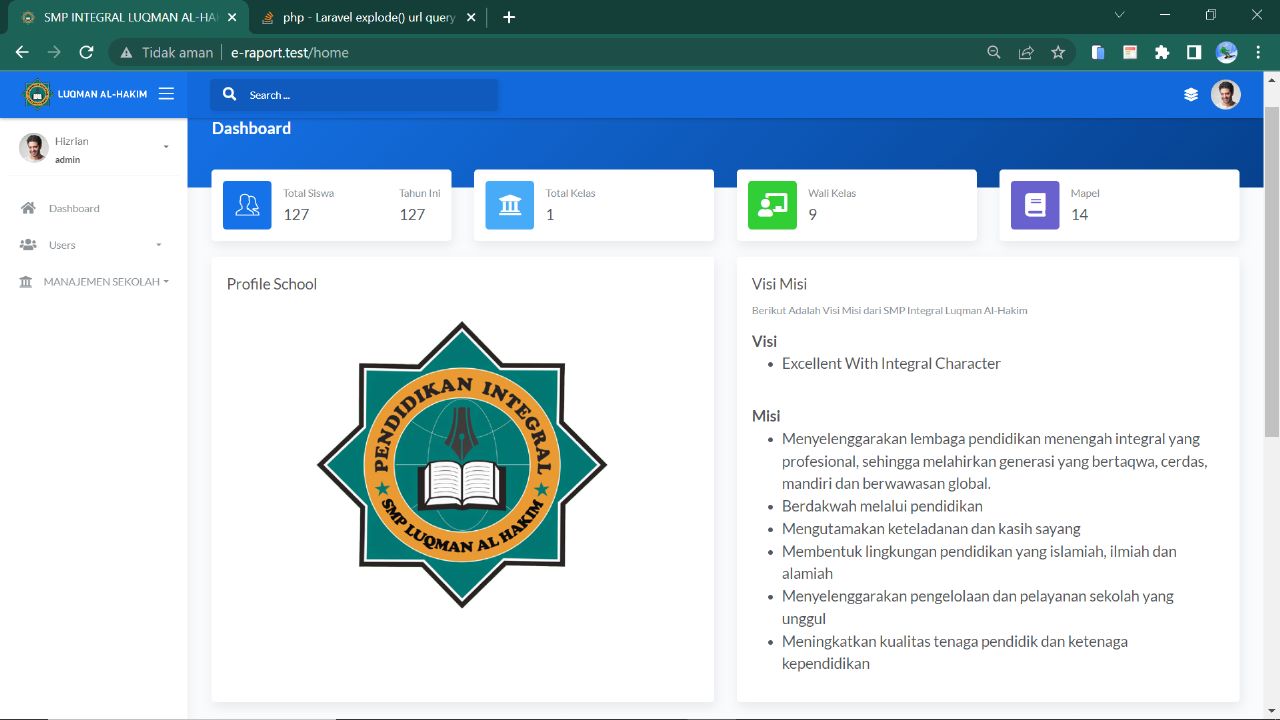 SMP INTEGRAL LUQMAN AL-HA
php - Laravel explode() url query
Tidak aman
e-raport.test/home
LUQMAN AL-HAKIM
Search ...
Hizrian
admin
Dashboard
Users
MANAJEMEN SEKOLAH
Dashboard
Total Siswa
127
Tahun Ini
127
Total Kelas
1
Wali Kelas
9
Mapel
14
Profile School
PENDIDIKAN INTEGRAL
SMP LUQMAN AL HAKIM
Visi Misi
Berikut Adalah Visi Misi dari SMP Integral Luqman Al-Hakim
Visi
• Excellent With Integral Character
Misi
• Menyelenggarakan lembaga pendidikan menengah integral yang
profesional, sehingga melahirkan generasi yang bertaqwa, cerdas,
mandiri dan berwawasan global.
• Berdakwah melalui pendidikan
• Mengutamakan keteladanan dan kasih sayang
• Membentuk lingkungan pendidikan yang islamiah, ilmiah dan
alamiah
• Menyelenggarakan pengelolaan dan pelayanan sekolah yang
unggul
• Meningkatkan kualitas tenaga pendidik dan ketenaga
kependidikan